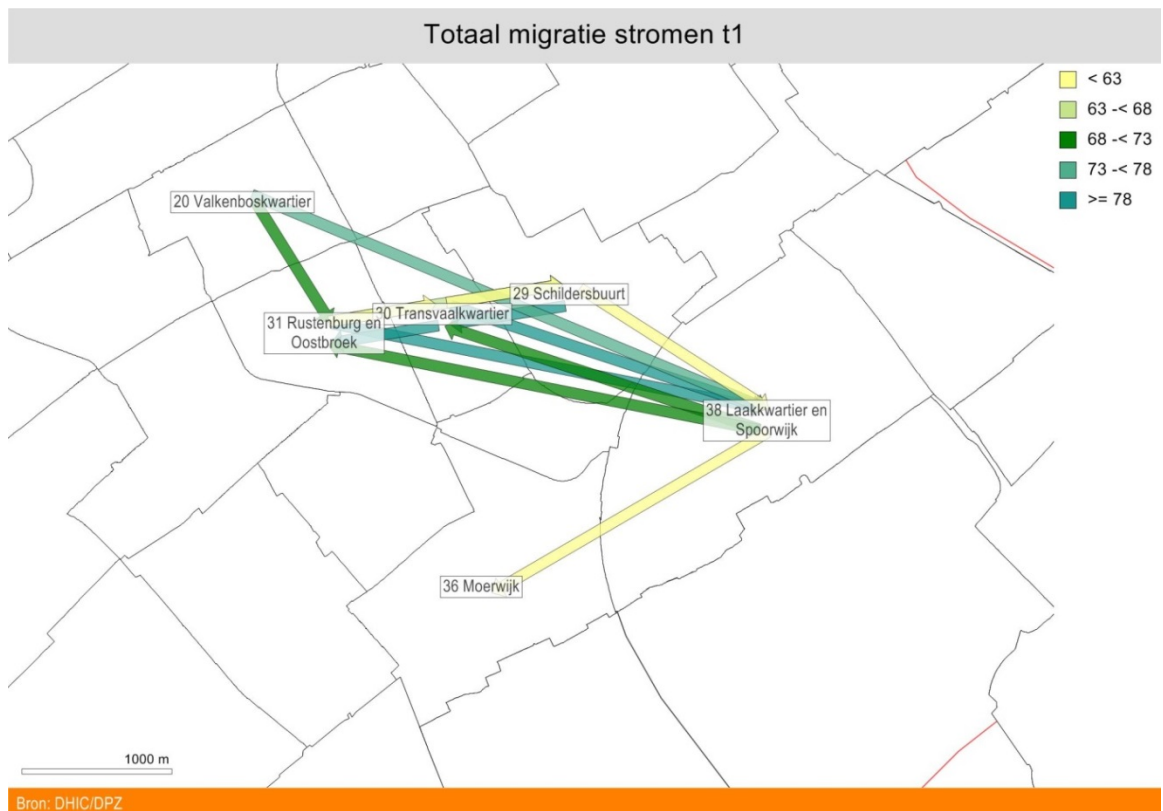 Totaal migratie stromen t1
< 63
63 -< 68
68 -< 73
73 -< 78
>= 78
20 Valkenboskwartier
29 Schildersbuurt
30 Transvaalkwartier
31 Rustenburg en
Oostbroek
38 Laakkwartier en
Spoorwijk
36 Moerwijk
1000 m
Bron: DHIC/DPZ